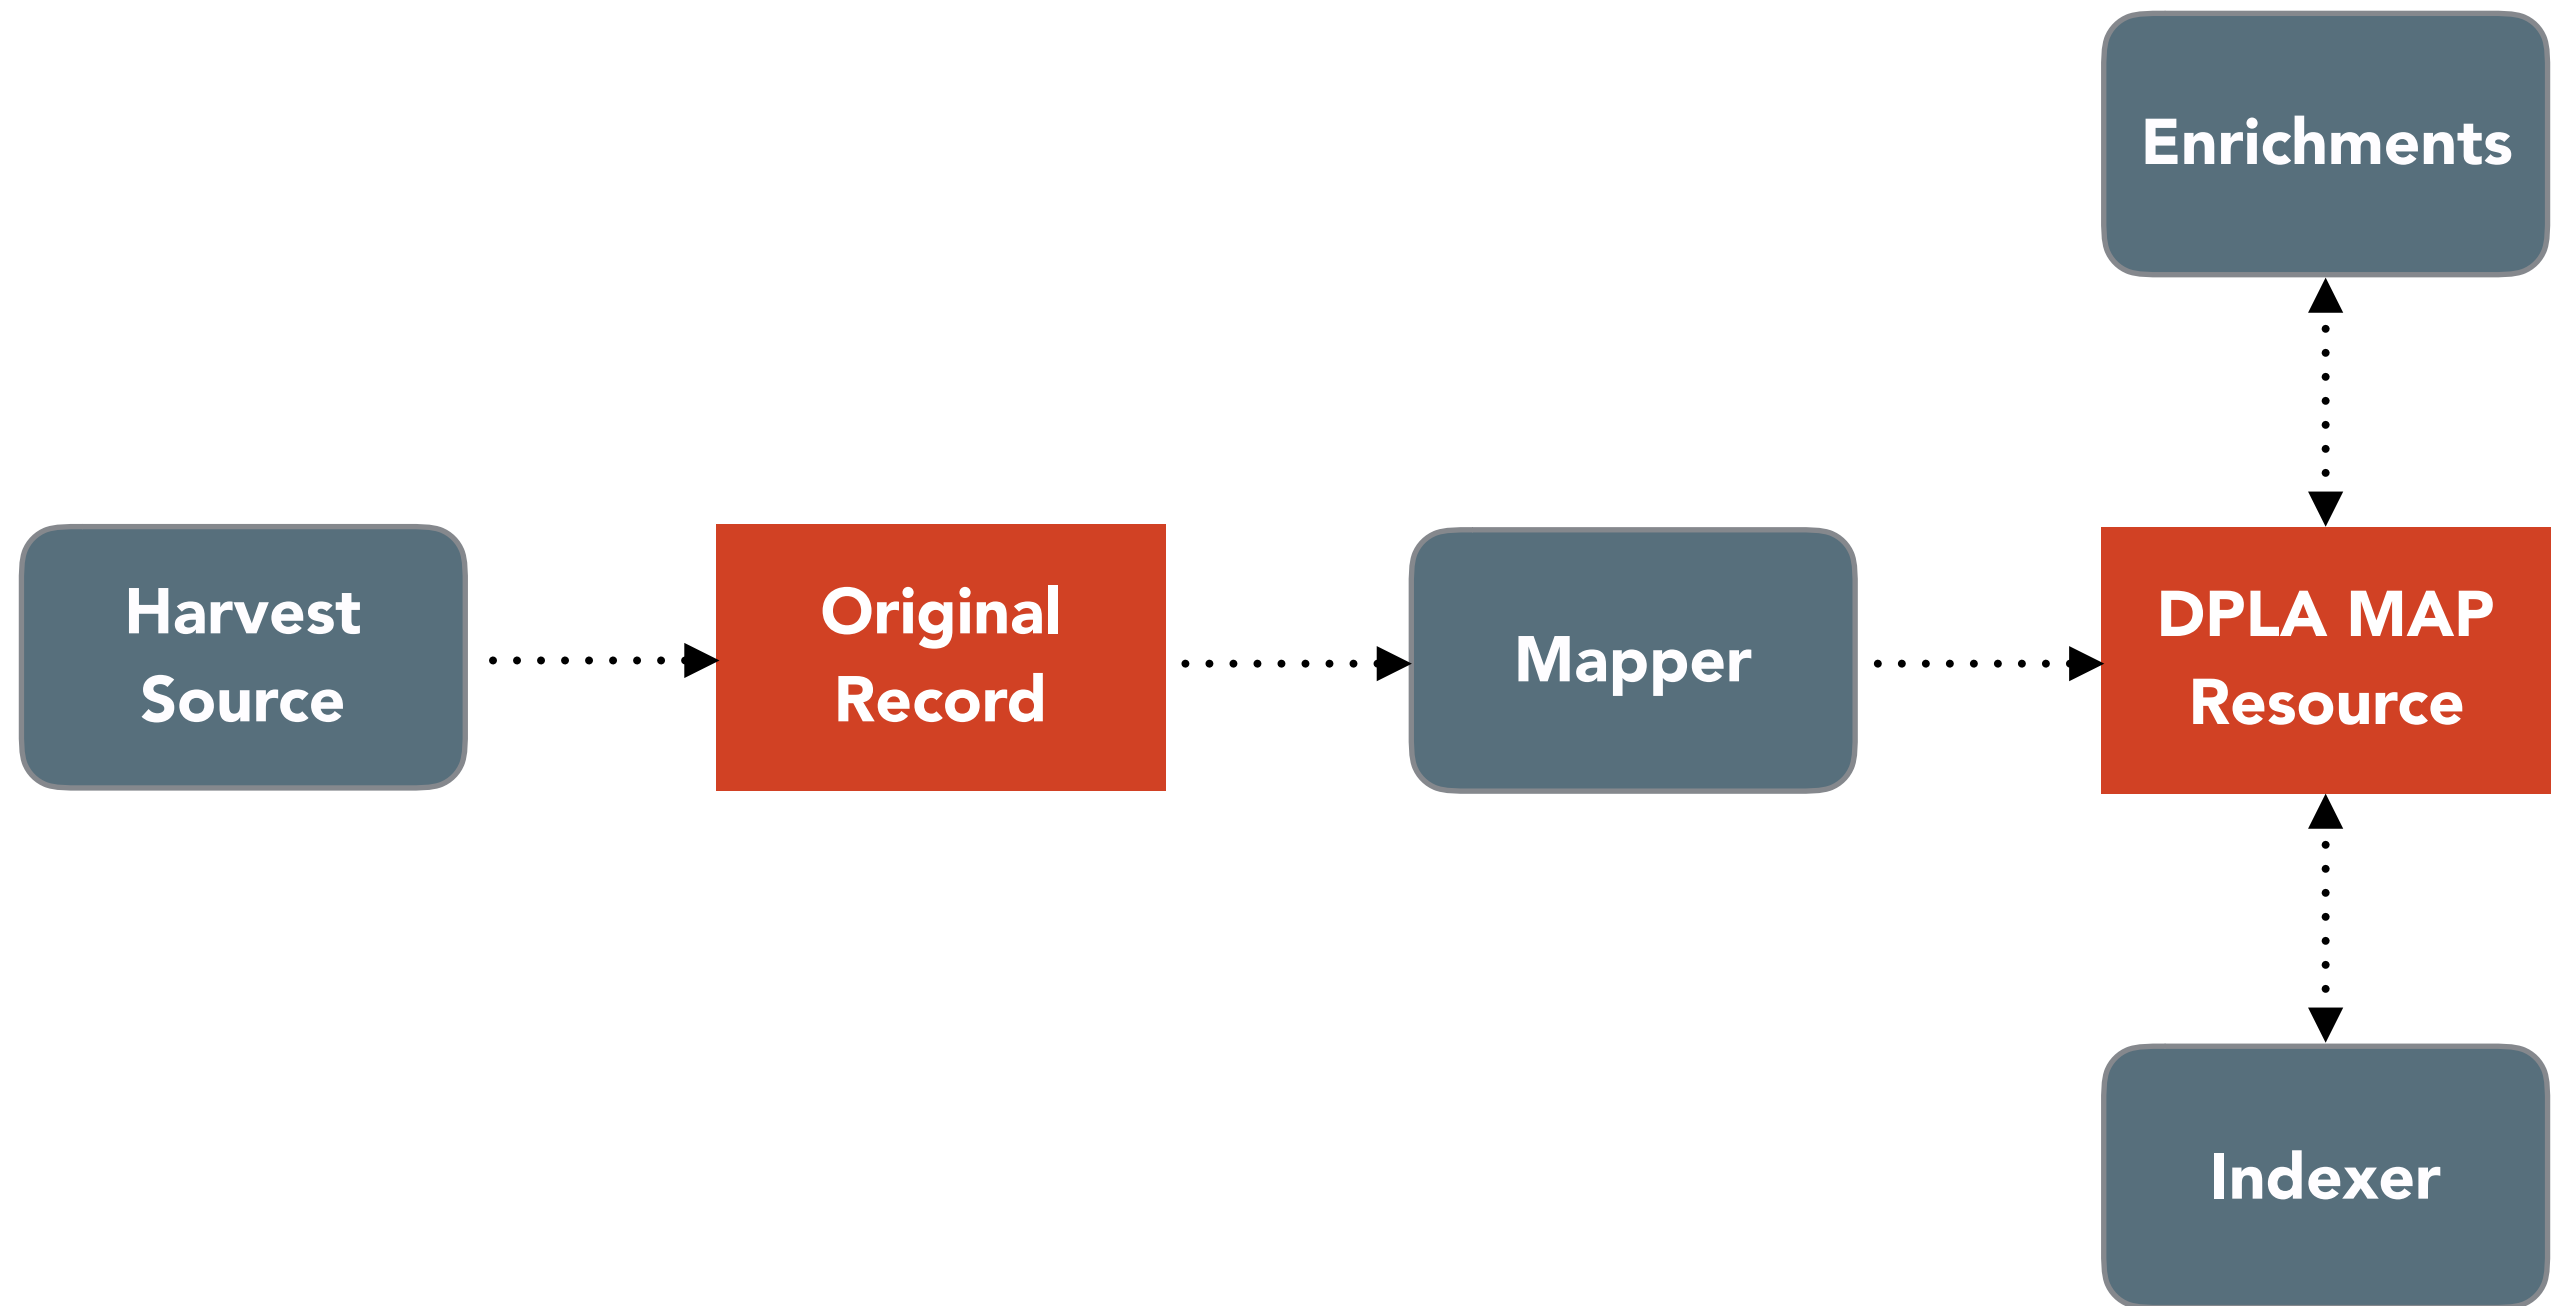 Enrichments
Harvest
Source
Original
Record
Mapper
DPLA MAP
Resource
Indexer